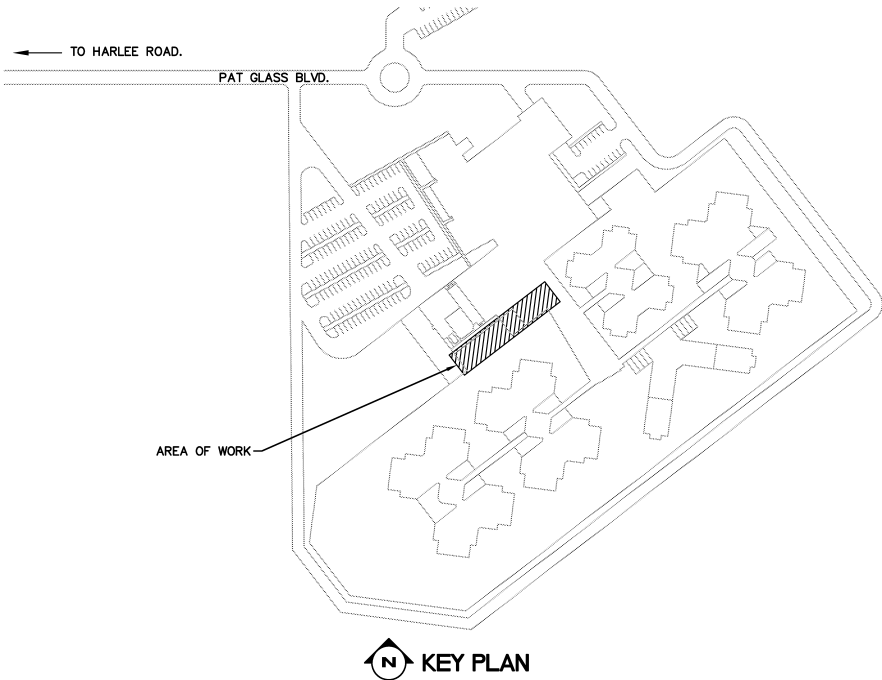 TO HARLEE ROAD.
PAT GLASS BLVD.
AREA OF WORK
N KEY PLAN